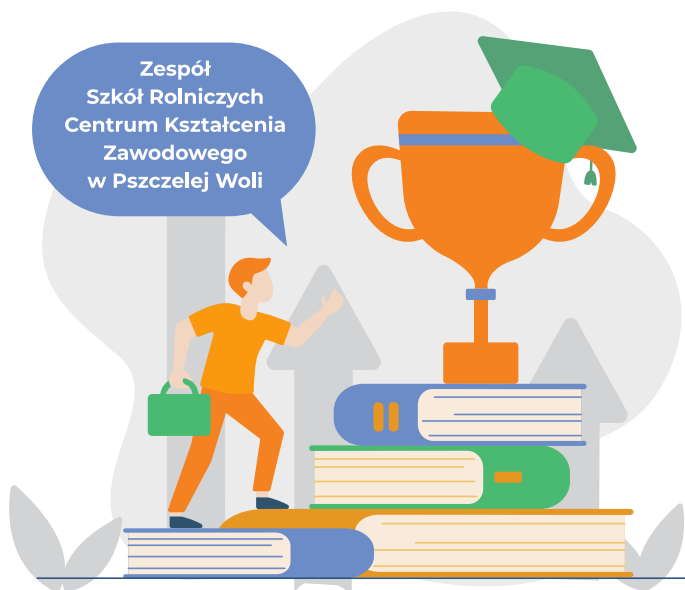 Zespół
Szkół Rolniczych
Centrum Kształcenia
Zawodowego
w Pszczelej Woli